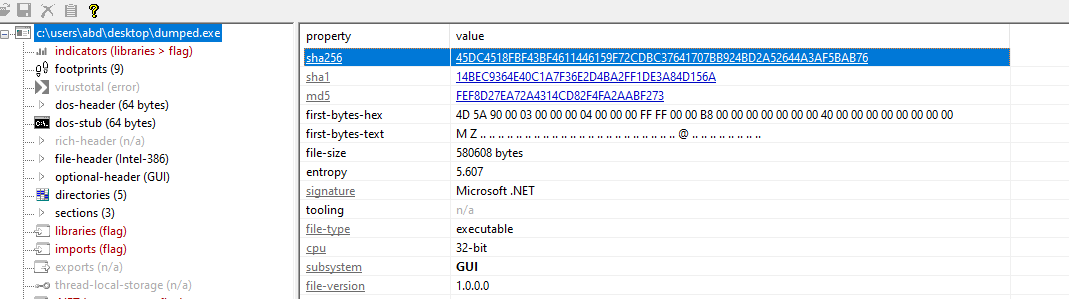 c:\users\abd\desktop\dumped.exe
indicators (libraries > flag)
footprints (9)
virustotal (error)
dos-header (64 bytes)
dos-stub (64 bytes)
rich-header (n/a)
file-header (Intel-386)
optional-header (GUI)
directories (5)
sections (3)
libraries (flag)
imports (flag)
exports (n/a)
thread-local-storage (n/a)
property value
sha256 45DC4518FBF43BF4611446159F72CDBC37641707BB924BD2A52644A3AF5BAB76
sha1 14BEC9364E40C1A7F36E2D4BA2FF1DE3A84D156A
md5 FEF8D27EA72A4314CD82F4FA2AABF273
first-bytes-hex 4D 5A 90 00 03 00 00 00 04 00 00 00 FF FF 00 00 B8 00 00 00 00 00 00 00 40 00 00 00 00 00 00 00 00
first-bytes-text M Z .. .. .. .. .. .. .. .. .. .. .. .. .. .. .. .. .. .. .. .. .. .. @ .. .. .. .. .. .. .. ..
file-size 580608 bytes
entropy 5.607
signature Microsoft .NET
tooling n/a
file-type executable
cpu 32-bit
subsystem GUI
file-version 1.0.0.0